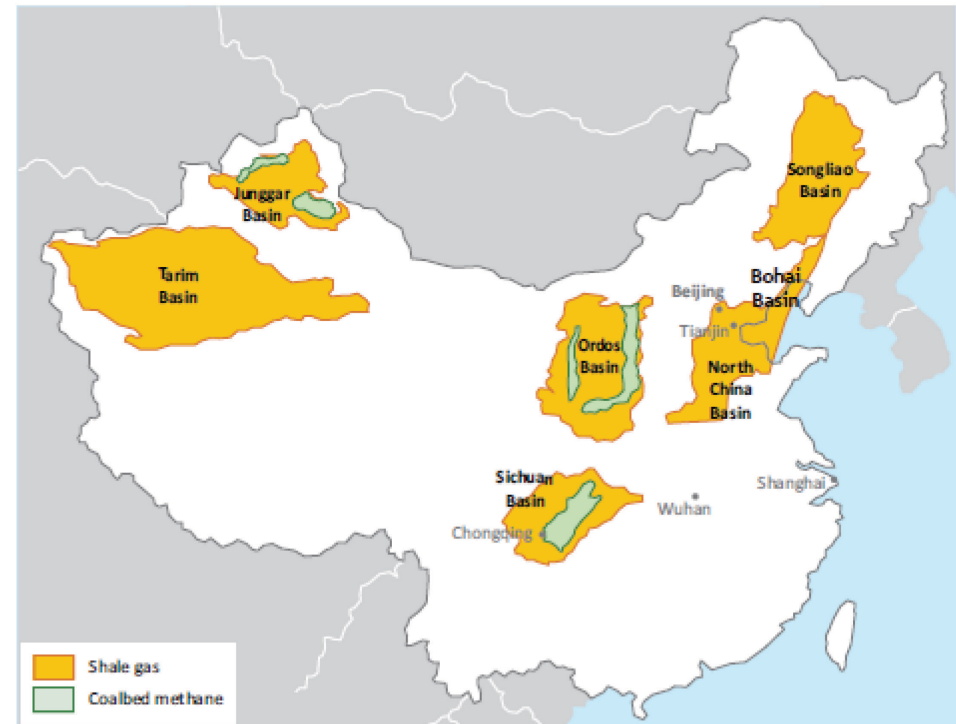 Songliao
Basin
Junggar
Basin
Tarim
Basin
Bohai
Basin
Beijing
Tianjin
Ordos
Basin
North
China
Basin
Sichuan
Basin
Shanghai
Wuhan
Chongqing
Shale gas
Coalbed methane